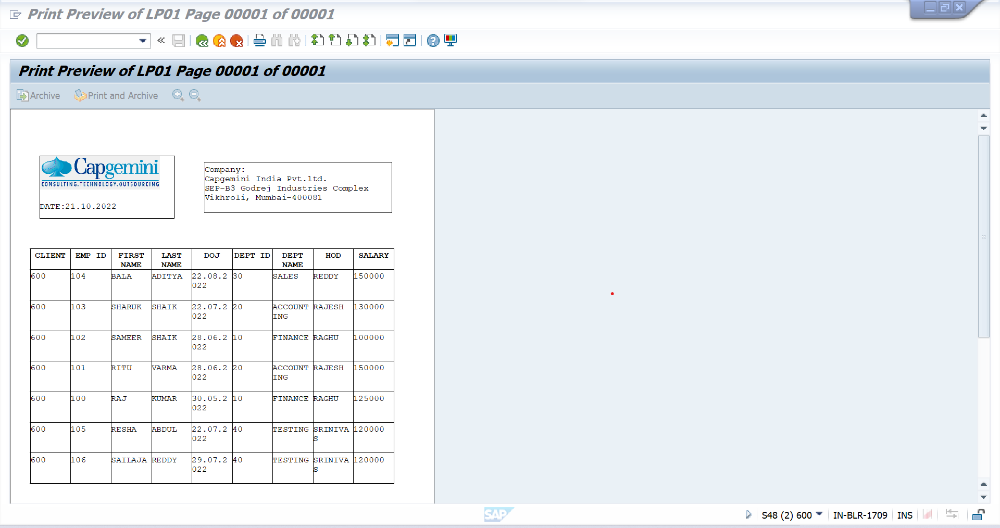 Print Preview of LP01 Page 00001 of 00001
Print Preview of LP01 Page 00001 of 00001
Archive Print and Archive
Capgemini
CONSULTING.TECHNOLOGY.OUTSOURCING
DATE:21.10.2022
Company:
Capgemini India Pvt.ltd.
SEP-B3 Godrej Industries Complex
Vikhroli, Mumbai-400081
CLIENT EMP ID FIRST LAST DOJ DEPT ID DEPT HOD SALARY
NAME NAME NAME
600 104 BALA ADITYA 22.08.2 30 SALES REDDY 150000
022
600 103 SHARUK SHAIK 22.07.2 20 ACCOUNT RAJESH 130000
022 ING
600 102 SAMEER SHAIK 28.06.2 10 FINANCE RAGHU 100000
022
600 101 RITU VARMA 28.06.2 20 ACCOUNT RAJESH 150000
022 ING
600 100 RAJ KUMAR 30.05.2 10 FINANCE RAGHU 125000
022
600 105 RESHA ABDUL 22.07.2 40 TESTING SRINIVA 120000
022 S
600 106 SAILAJA REDDY 29.07.2 40 TESTING SRINIVA 120000
022 S
SAP S48 (2) 600 IN-BLR-1709 INS